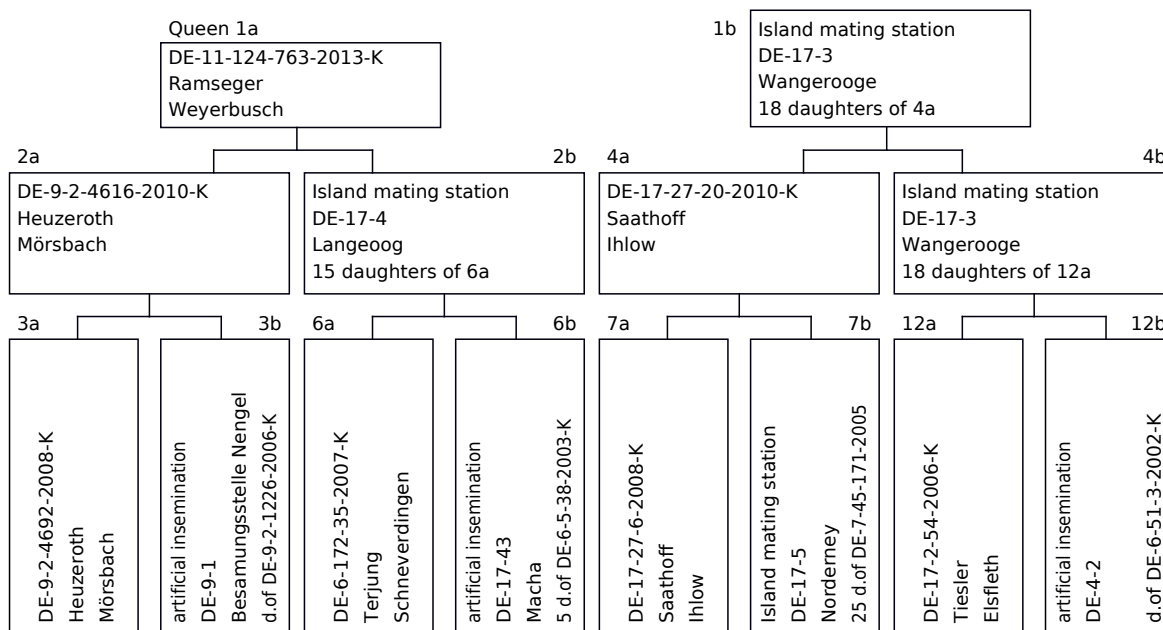 Queen 1a
DE-11-124-763-2013-K
Ramseger
Weyerbusch
1b
Island mating station
DE-17-3
Wangerooge
18 daughters of 4a
2a
DE-9-2-4616-2010-K
Heuzeroth
Mörsbach
2b
Island mating station
DE-17-4
Langeoog
15 daughters of 6a
4a
DE-17-27-20-2010-K
Saathoff
Ihlow
4b
Island mating station
DE-17-3
Wangerooge
18 daughters of 12a
3a
DE-9-2-4692-2008-K
Heuzeroth
Mörsbach
3b
artificial insemination
DE-9-1
Besamungsstelle Nengel
d.of DE-9-2-1226-2006-K
6a
DE-6-172-35-2007-K
Terjung
Schneverdingen
6b
artificial insemination
DE-17-43
Macha
5 d.of DE-6-5-38-2003-K
7a
DE-17-27-6-2008-K
Saathoff
Ihlow
7b
Island mating station
DE-17-5
Norderney
25 d.of DE-7-45-171-2005
12a
DE-17-2-54-2006-K
Tiesler
Elsfleth
12b
artificial insemination
DE-4-2
d.of DE-6-51-3-2002-K